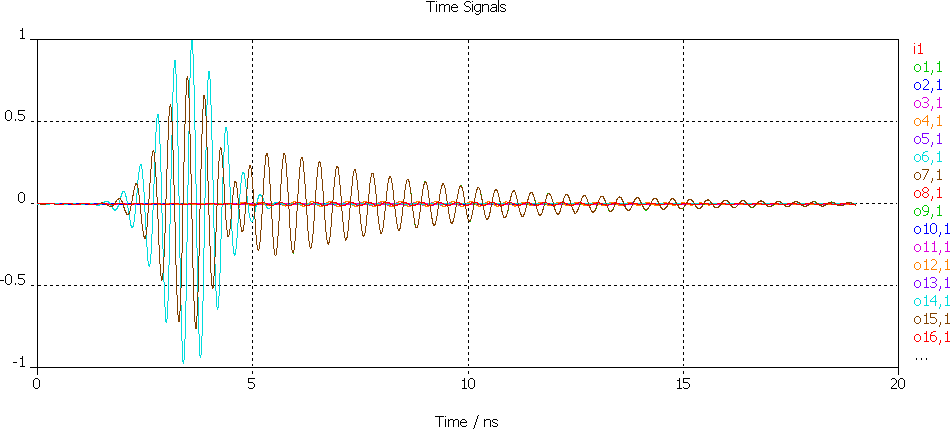 Time Signals
1
0.5
0
-0.5
-1
0
5
10
15
20
Time / ns
i1
o1,1
o2,1
o3,1
o4,1
o5,1
o6,1
o7,1
o8,1
o9,1
o10,1
o11,1
o12,1
o13,1
o14,1
o15,1
o16,1
...